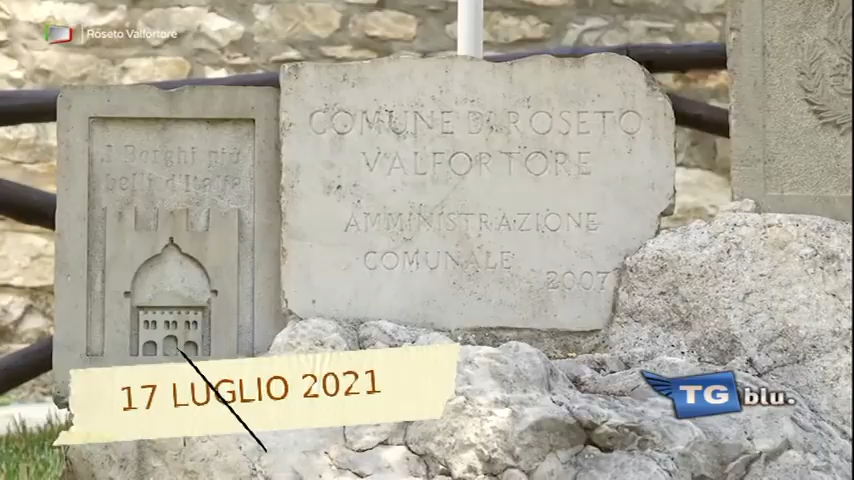 Roseto Valfortore
I Borghi più
belli d'Italia
COMUNE DI ROSETO
VALFORTORE
AMMINISTRAZIONE
COMUNALE
2007
17 LUGLIO 2021
TG blu.